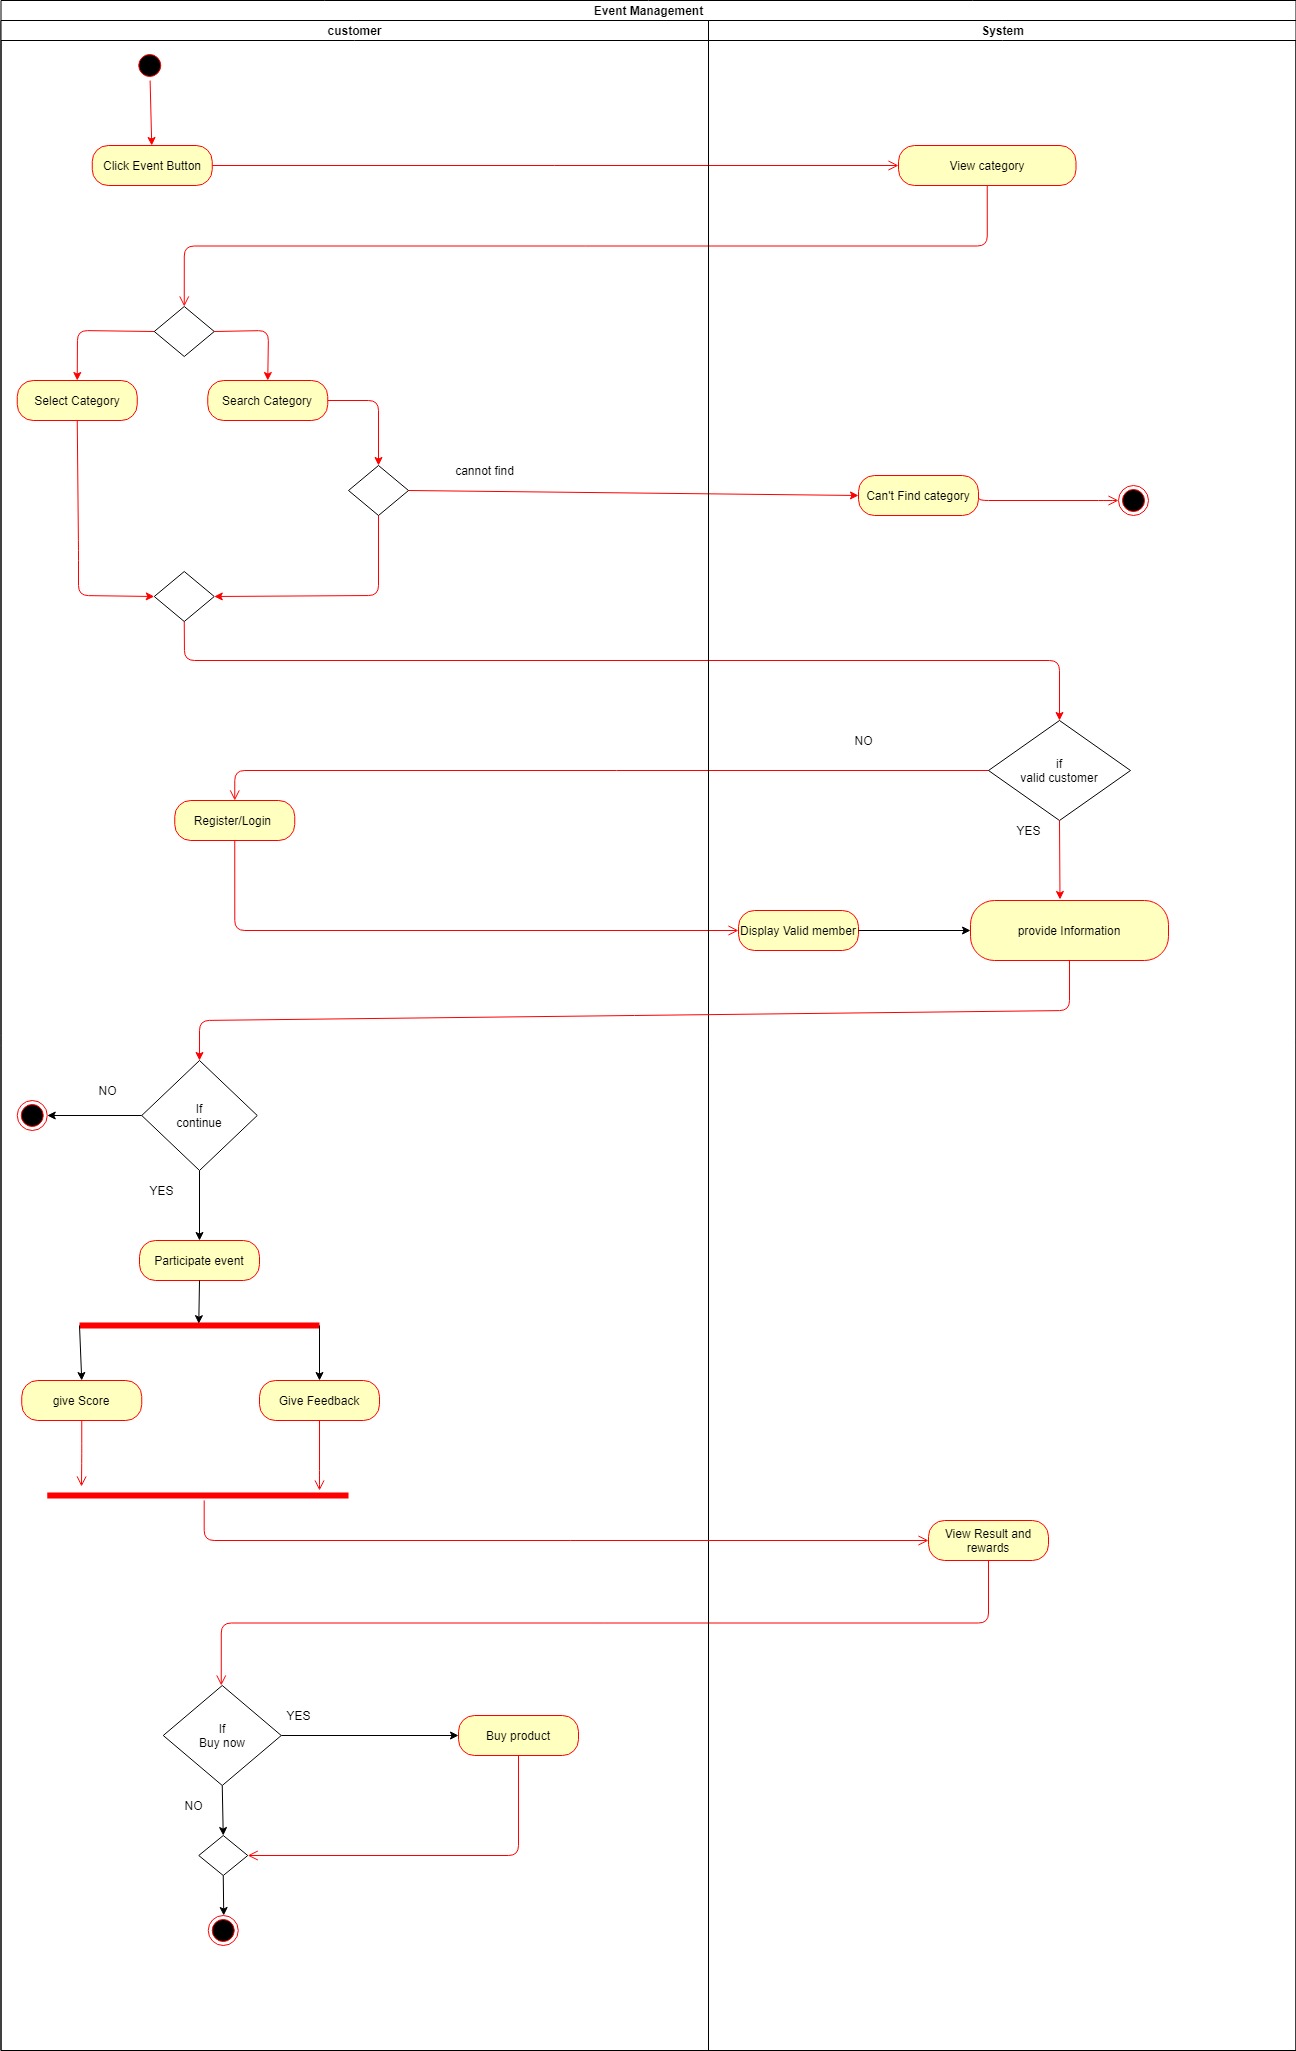 Event Management
customer
System
Click Event Button
View category
Select Category
Search Category
cannot find
Can't Find category
NO
if
valid customer
YES
Register/Login
Display Valid member
provide Information
NO
If
continue
YES
Participate event
give Score
Give Feedback
View Result and
rewards
If
Buy now
YES
Buy product
NO